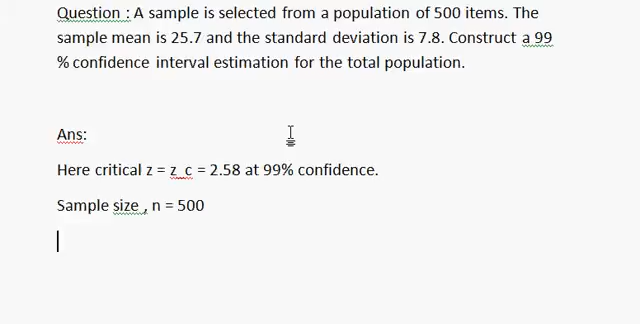 Question : A sample is selected from a population of 500 items. The
sample mean is 25.7 and the standard deviation is 7.8. Construct a 99
% confidence interval estimation for the total population.
Ans:
Here critical z = z_c = 2.58 at 99% confidence.
Sample size , n = 500